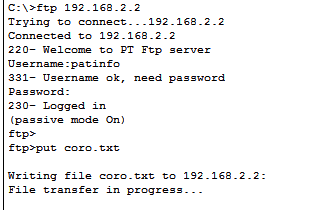 C:\>ftp 192.168.2.2
Trying to connect...192.168.2.2
Connected to 192.168.2.2
220- Welcome to PT Ftp server
Username:patinfo
331- Username ok, need password
Password:
230- Logged in
(passive mode On)
ftp>
ftp>put coro.txt

Writing file coro.txt to 192.168.2.2:
File transfer in progress...